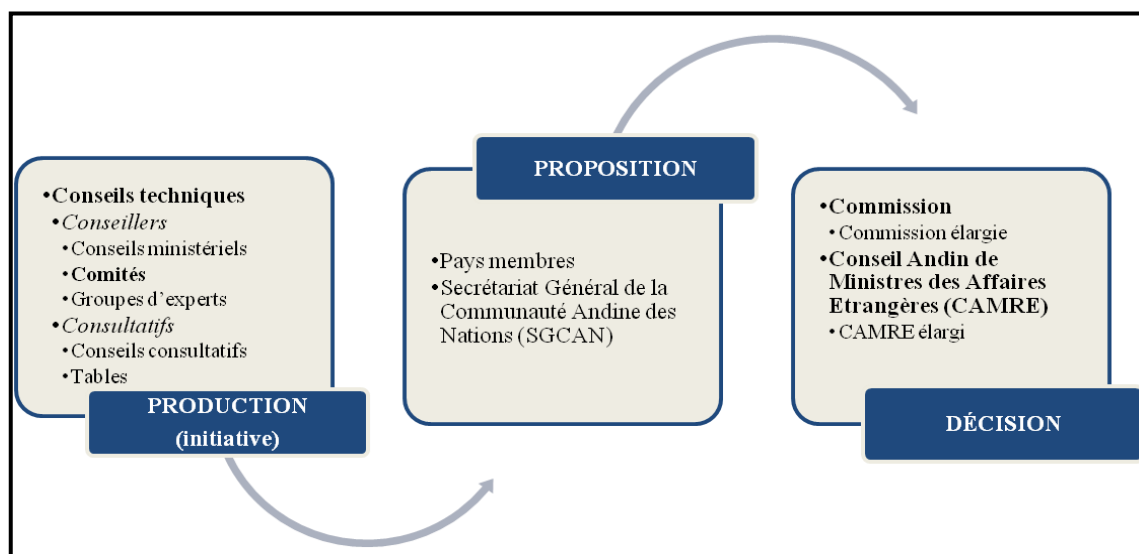 •Conseils techniques
•Conseillers
•Conseils ministériels
•Comités
•Groupes d’experts
•Consultatifs
•Conseils consultatifs
•Tables
PRODUCTION
(initiative)
PROPOSITION
•Pays membres
•Secrétariat Général de la
Communauté Andine des
Nations (SGCAN)
•Commission
•Commission élargie
•Conseil Andin de
Ministres des Affaires
Etrangères (CAMRE)
•CAMRE élargi
DÉCISION